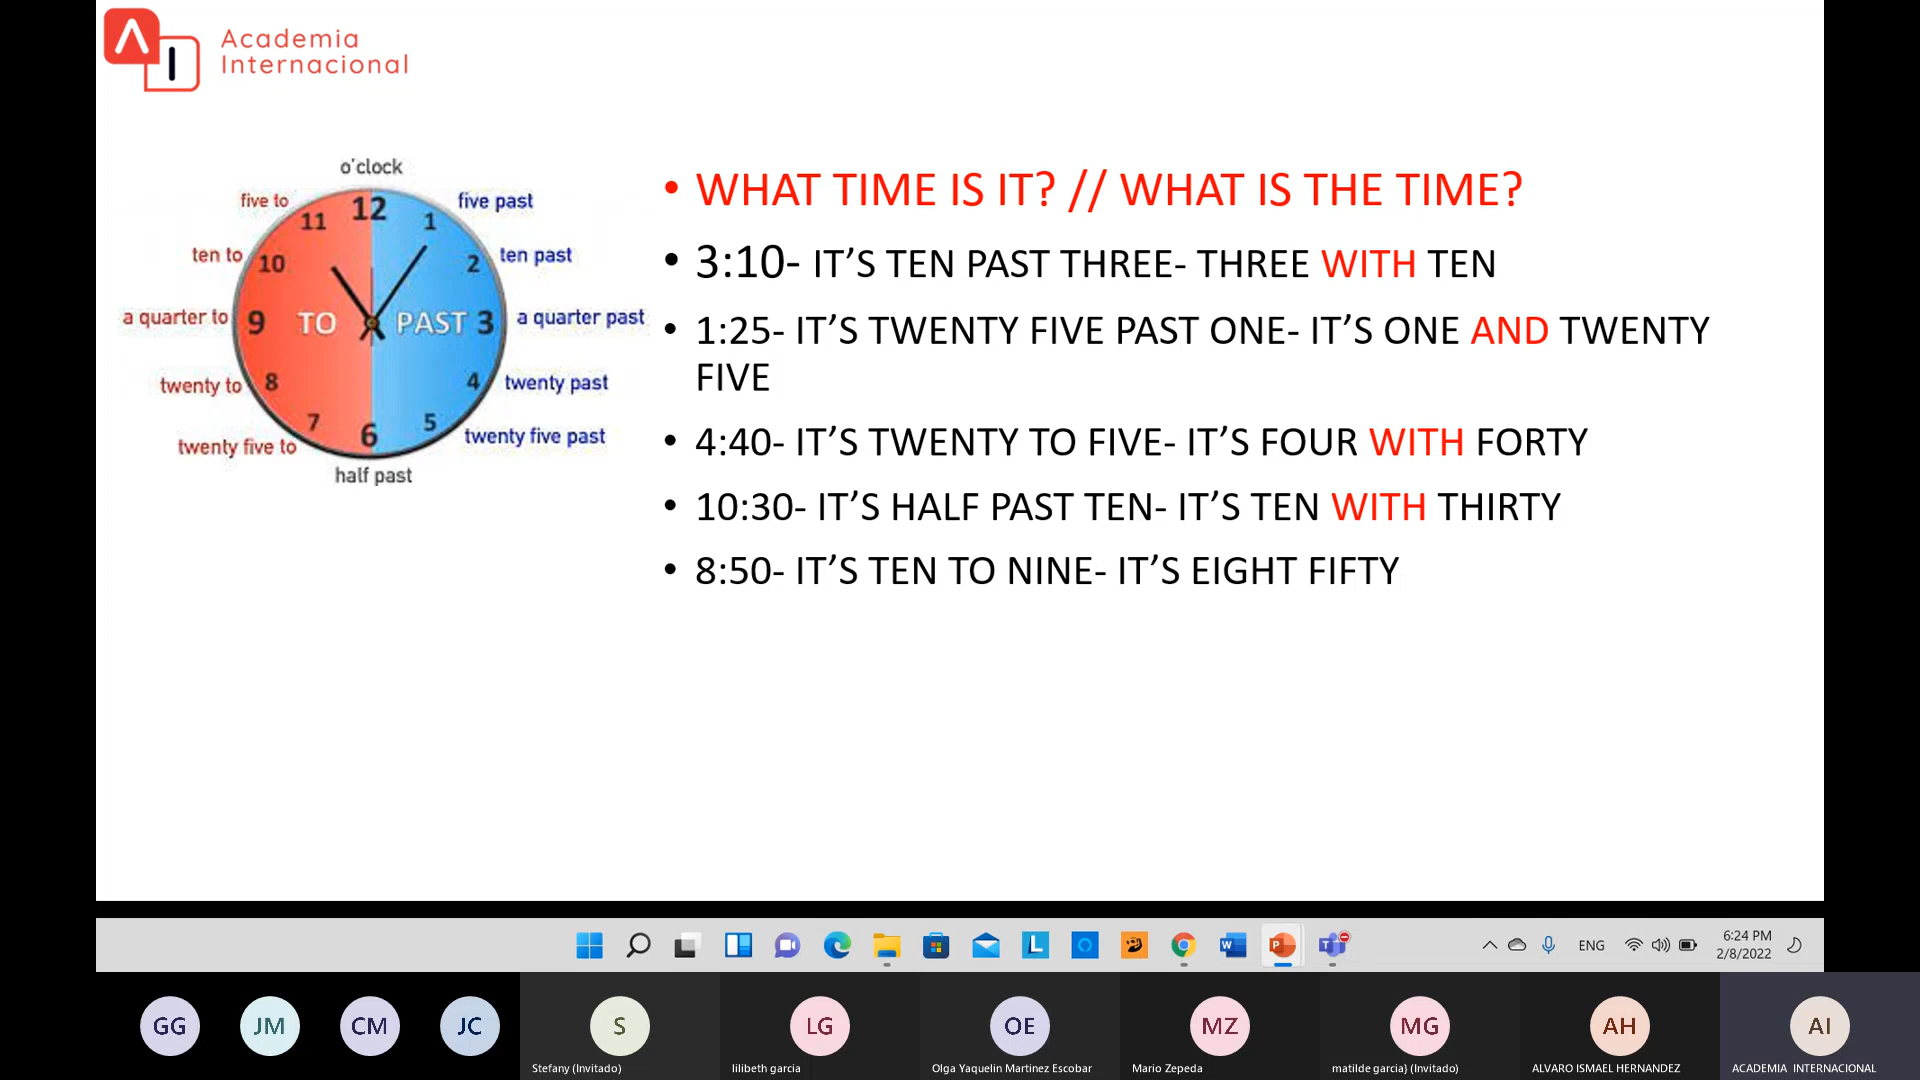 Academia
Internacional
o'clock
five to
five past
ten to
ten past
a quarter to
a quarter past
twenty to
twenty past
twenty five to
twenty five past
half past
12
11
1
10
2
9
TO
PAST
3
8
4
7
5
6
• WHAT TIME IS IT? // WHAT IS THE TIME?
• 3:10- IT’S TEN PAST THREE- THREE WITH TEN
• 1:25- IT’S TWENTY FIVE PAST ONE- IT’S ONE AND TWENTY
FIVE
• 4:40- IT’S TWENTY TO FIVE- IT’S FOUR WITH FORTY
• 10:30- IT’S HALF PAST TEN- IT’S TEN WITH THIRTY
• 8:50- IT’S TEN TO NINE- IT’S EIGHT FIFTY
ENG
6:24 PM
2/8/2022
GG
JM
CM
JC
S
LG
OE
MZ
MG
AH
AI
Stefany (Invitado)
lilibeth garcia
Olga Yaquelin Martinez Escobar
Mario Zepeda
matilde garcia} (Invitado)
ALVARO ISMAEL HERNANDEZ
ACADEMIA INTERNACIONAL